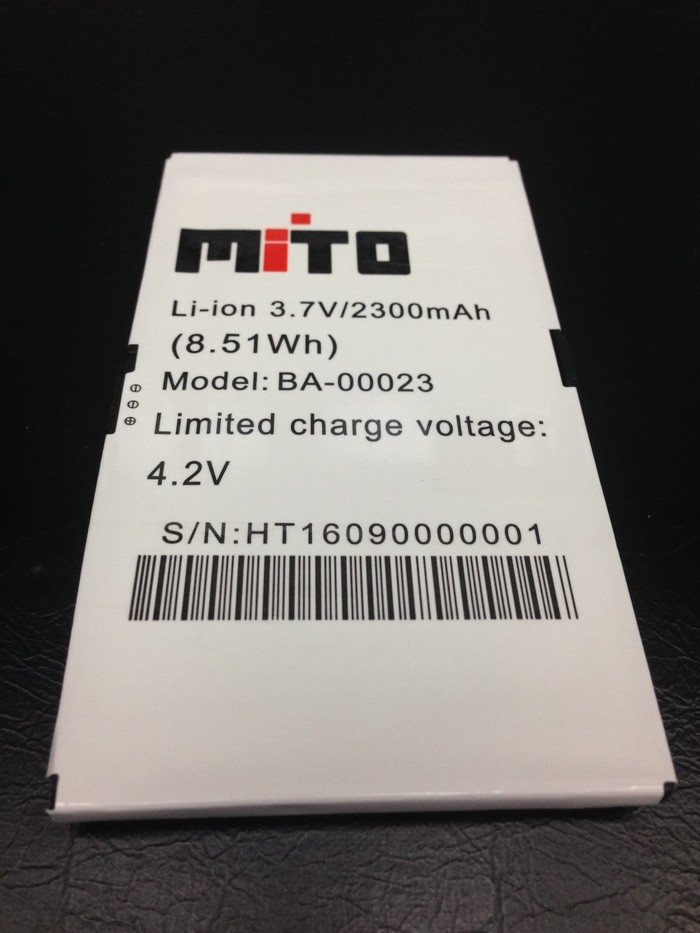 MiTO
Li-ion 3.7V/2300mAh
(8.51Wh)
Model: BA-00023
Limited charge voltage:
4.2V
S/N:HT16090000001